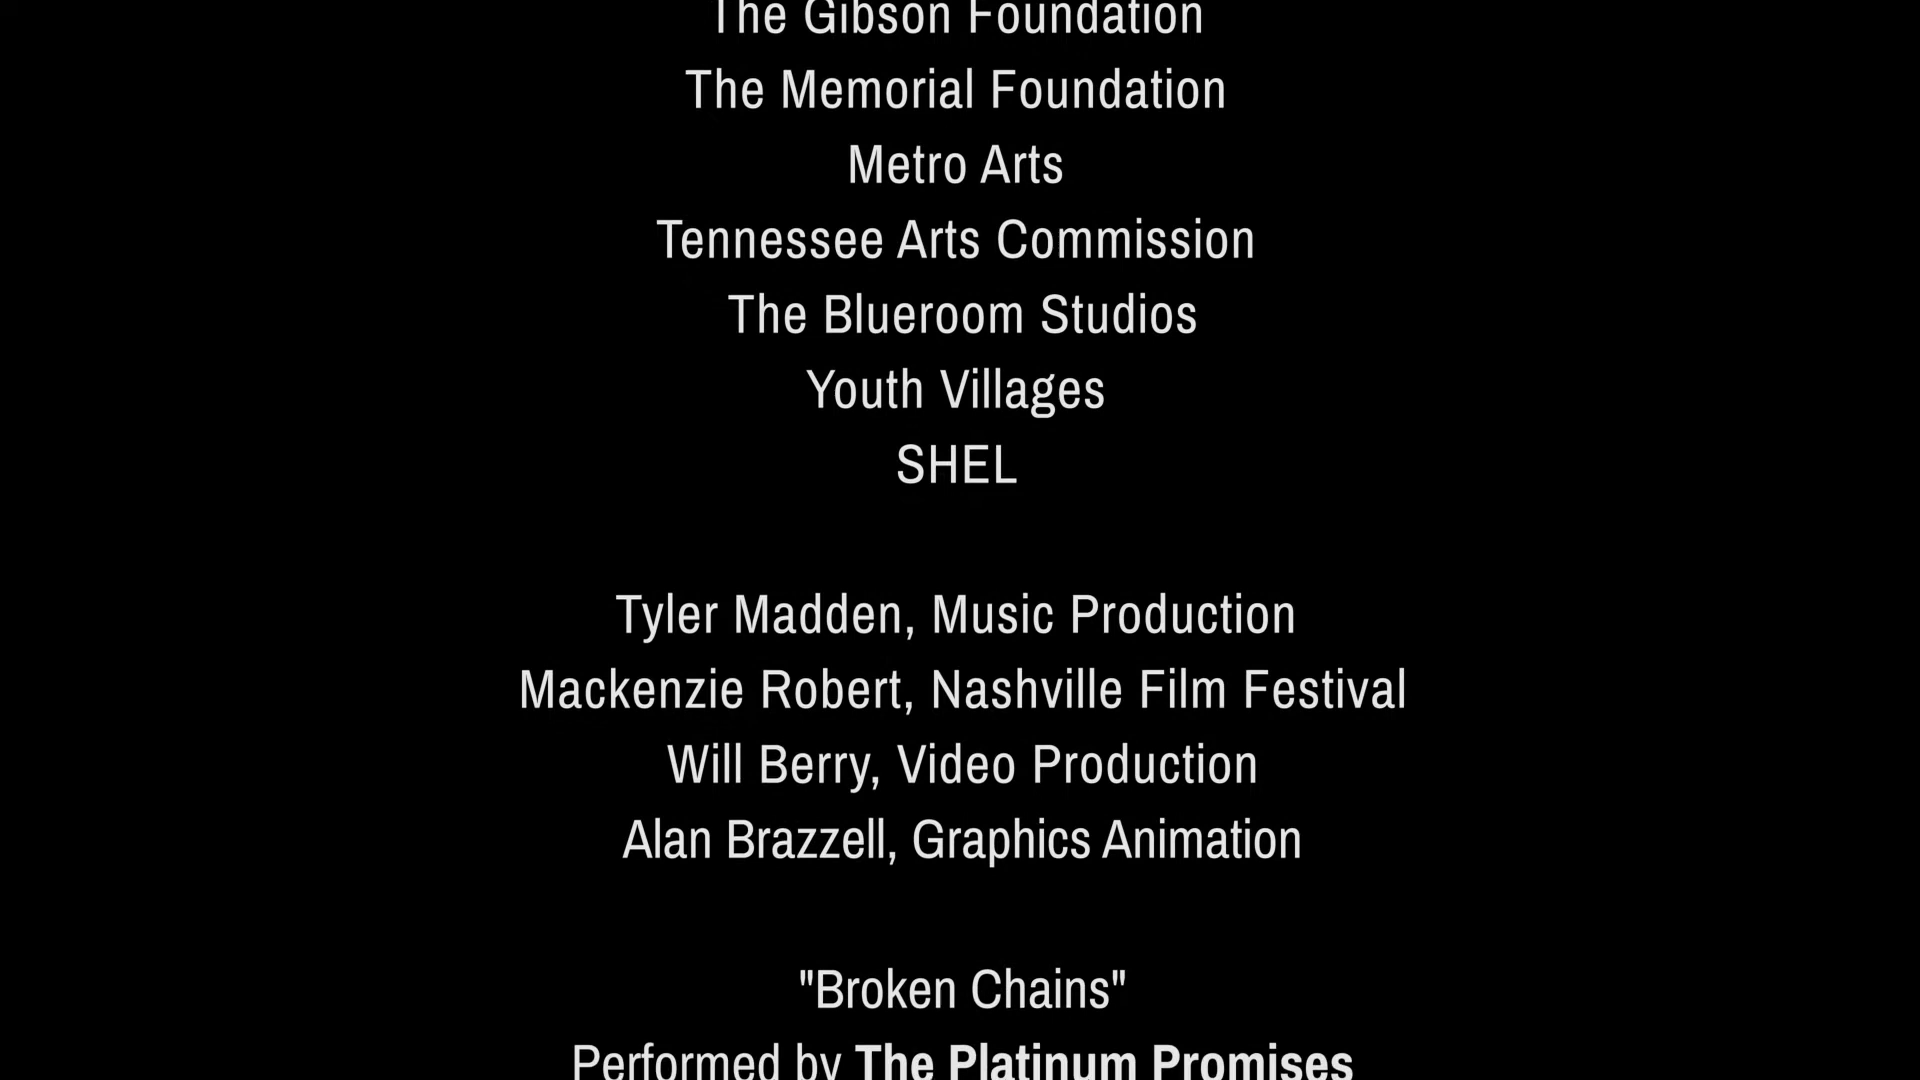 The Gibson Foundation
The Memorial Foundation
Metro Arts
Tennessee Arts Commission
The Blueroom Studios
Youth Villages
SHEL
Tyler Madden, Music Production
Mackenzie Robert, Nashville Film Festival
Will Berry, Video Production
Alan Brazzell, Graphics Animation
"Broken Chains"
Performed by The Platinum Promises